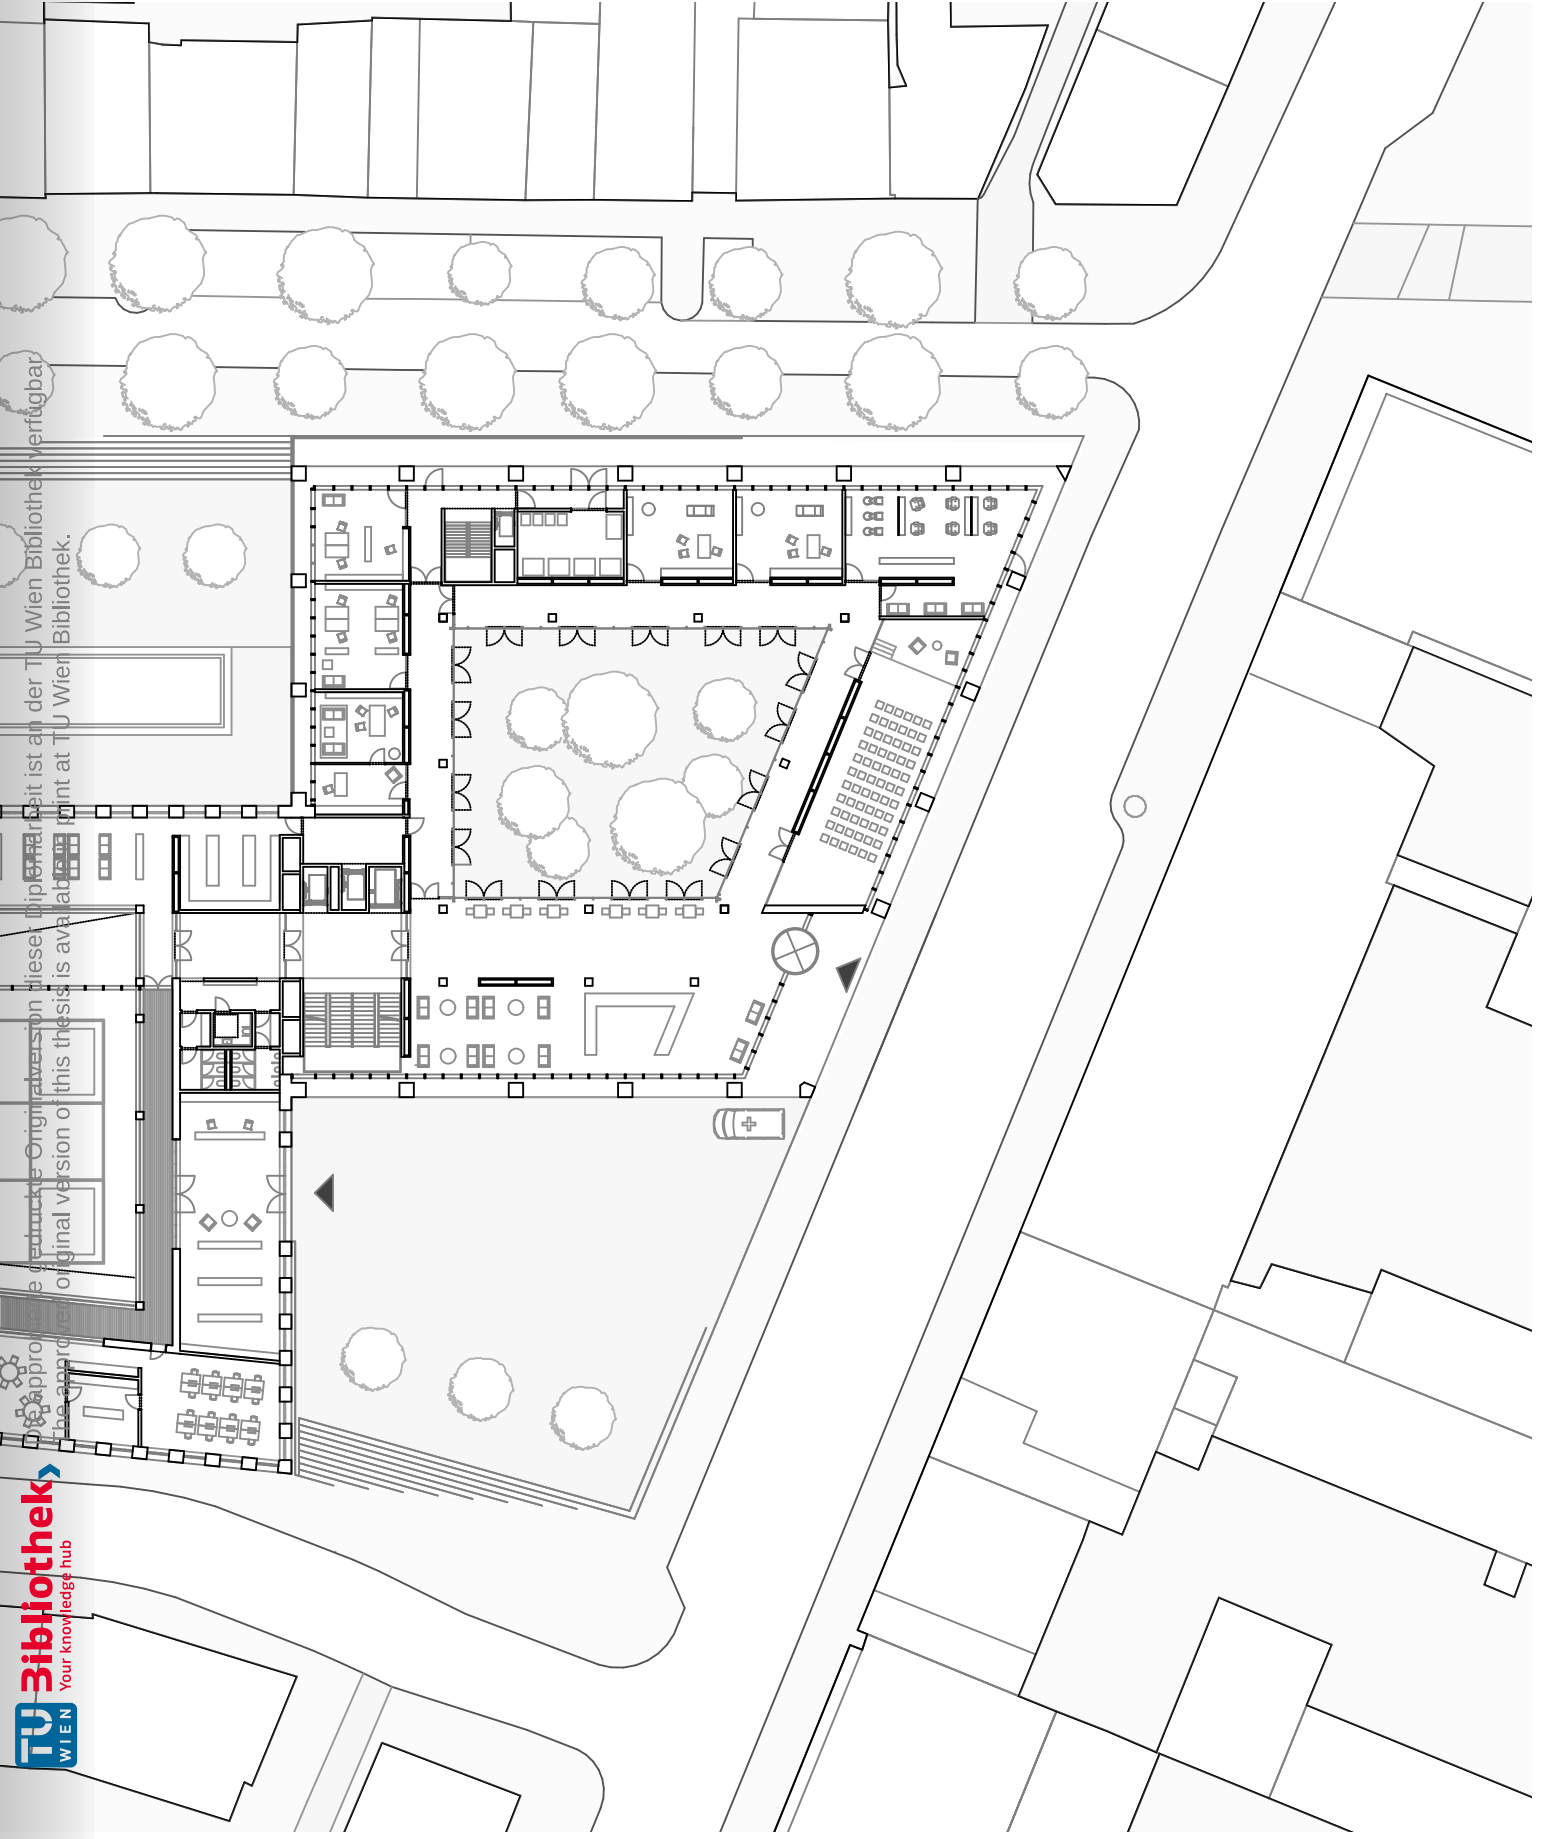 Die approbierte gedruckte Originalversion dieser Diplomarbeit ist an der TU Wien Bibliothek verfügbar
The approved original version of this thesis is available in print at TU Wien Bibliothek.
Bibliothek
Your knowledge hub
TU
WIEN